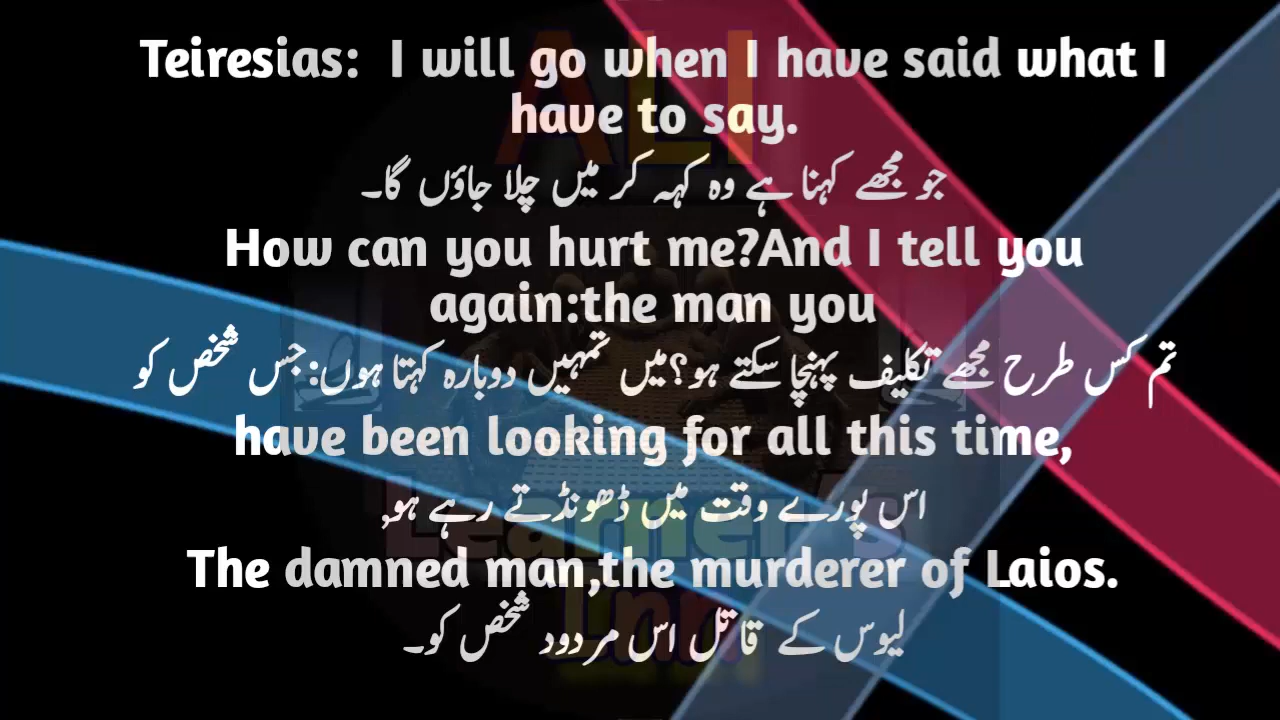 Teiresias: I will go when I have said what I
have to say.
جو مجھے کہنا ہے وہ کہہ کر میں چلا جاؤں گا۔
How can you hurt me?And I tell you
again:the man you
تم کس طرح مجھے تکلیف پہنچا سکتے ہو؟میں تمہیں دوبارہ کہتا ہوں:جس شخص کو
have been looking for all this time,
اس پورے وقت میں ڈھونڈتے رہے ہو,
The damned man,the murderer of Laios.
لیوس کے قاتل اس مردود شخص کو۔
ALI
Learner's
Inn